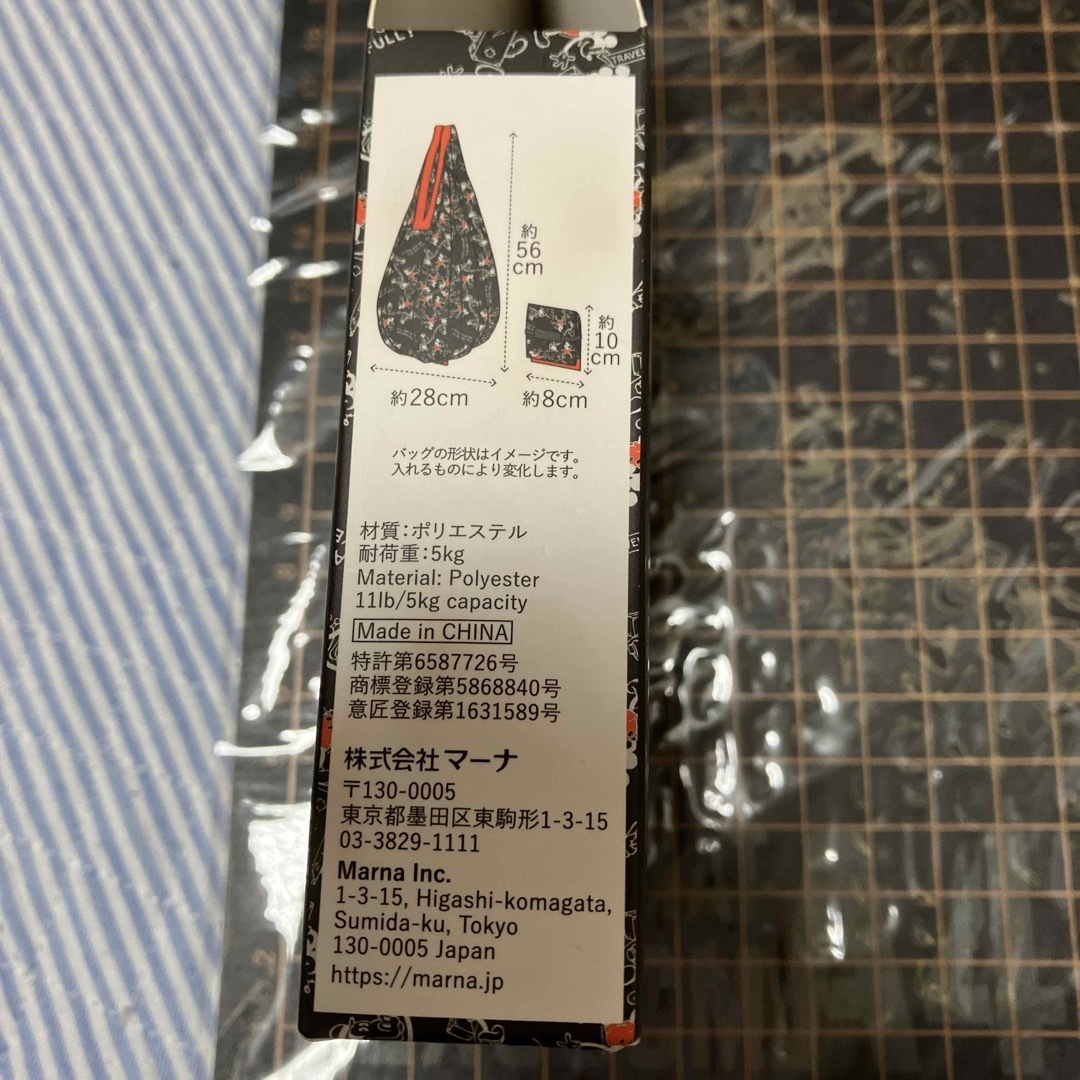 FULLY
TRAVEL
約
56
cm
約
10
cm
約28cm
約8cm
バッグの形状はイメージです。
入れるものにより変化します。
材質:ポリエステル
耐荷重:5kg
Material: Polyester
11lb/5kg capacity
Made in CHINA
特許第6587726号
商標登録第5868840号
意匠登録第1631589号
株式会社マーナ
〒130-0005
東京都墨田区東駒形1-3-15
03-3829-1111
Marna Inc.
1-3-15, Higashi-komagata,
Sumida-ku, Tokyo
130-0005 Japan
https://marna.jp